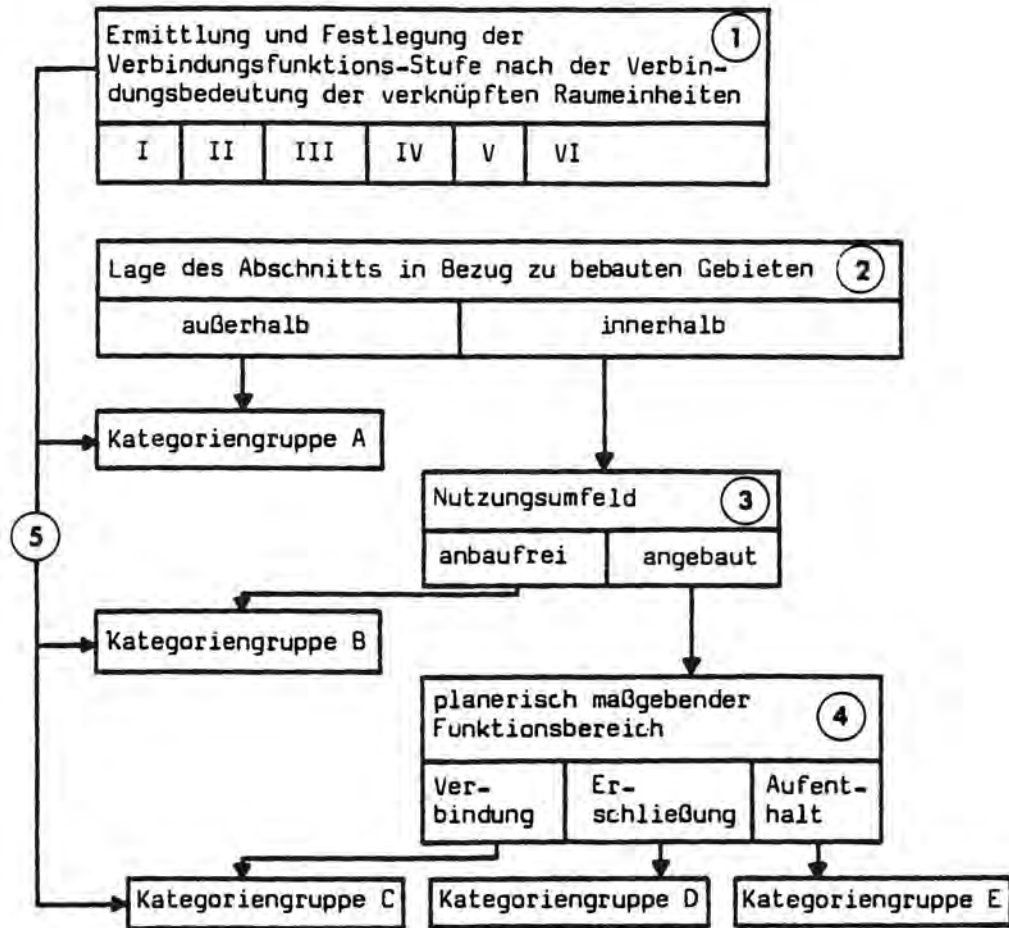 Ermittlung und Festlegung der
Verbindungsfunktions-Stufe nach der Verbin-
dungsbedeutung der verknüpften Raumeinheiten
1
I II III IV V VI
Lage des Abschnitts in Bezug zu bebauten Gebieten 2
außerhalb innerhalb
Kategoriengruppe A
Nutzungsumfeld 3
anbaufrei angebaut
5
Kategoriengruppe B
planerisch maßgebender
Funktionsbereich
4
Ver-
bindung
Er-
schließung
Aufent-
halt
Kategoriengruppe C Kategoriengruppe D Kategoriengruppe E